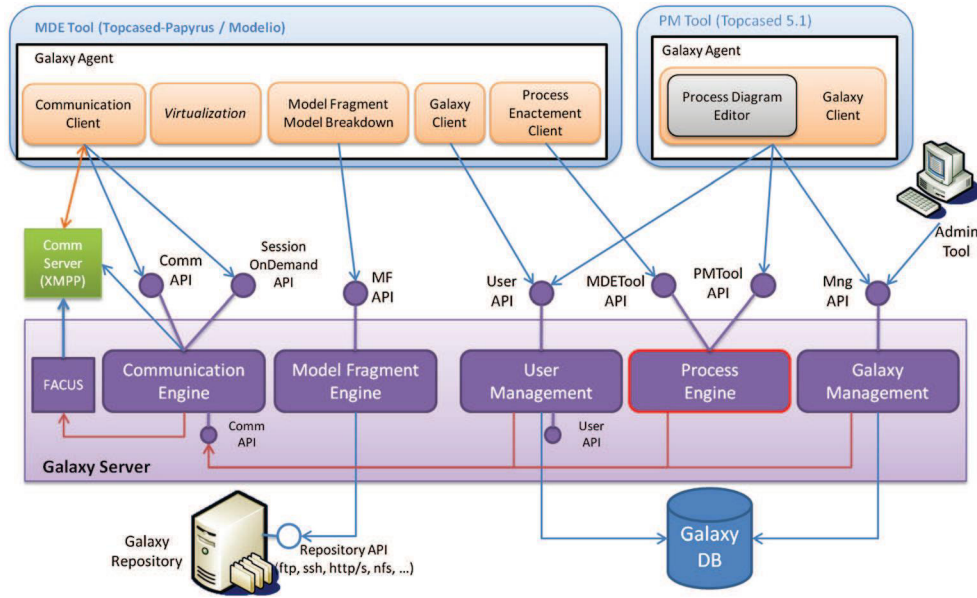 MDE Tool (Topcased-Papyrus / Modelio)
PM Tool (Topcased 5.1)
Galaxy Agent
Galaxy Agent
Communication
Client
Virtualization
Model Fragment
Model Breakdown
Galaxy
Client
Process
Enactement
Client
Process Diagram
Editor
Galaxy
Client
Admin
Tool
Comm
Server
(XMPP)
Comm
API
Session
OnDemand
API
MF
API
User
API
MDETool
API
PMTool
API
Mng
API
FACUS
Communication
Engine
Model Fragment
Engine
User
Management
Process
Engine
Galaxy
Management
Comm
API
User
API
Galaxy Server
Galaxy
Repository
Repository API
(ftp, ssh, http/s, nfs, ...)
Galaxy
DB